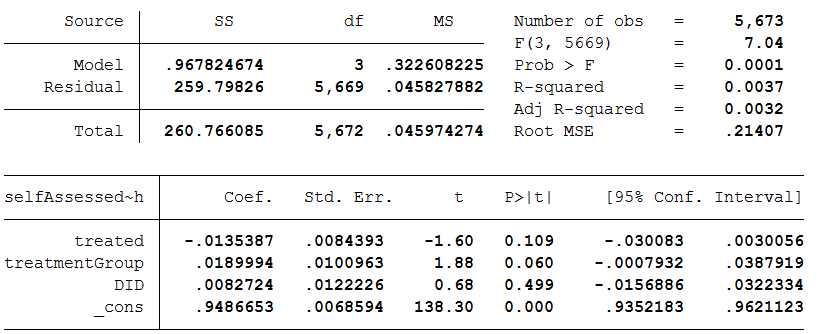 Source SS df MS Number of obs = 5,673
F(3, 5669) = 7.04
Model .967824674 3 .322608225 Prob > F = 0.0001
Residual 259.79826 5,669 .045827882 R-squared = 0.0037
Adj R-squared = 0.0032
Total 260.766085 5,672 .045974274 Root MSE = .21407
selfAssessed~h Coef. Std. Err. t P>|t| [95% Conf. Interval]
treated -.0135387 .0084393 -1.60 0.109 -.030083 .0030056
treatmentGroup .0189994 .0100963 1.88 0.060 -.0007932 .0387919
DID .0082724 .0122226 0.68 0.499 -.0156886 .0322334
_cons .9486653 .0068594 138.30 0.000 .9352183 .9621123